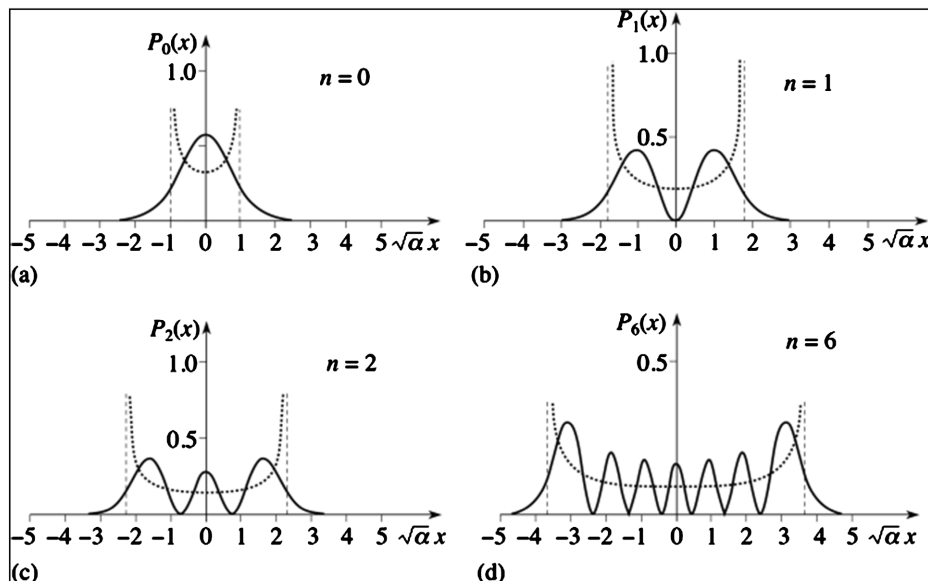 P₀(x)
1.0
n = 0
−5 −4 −3 −2 −1 0 1 2 3 4 5 √α x
(a)
P₁(x)
1.0
0.5
n = 1
−5 −4 −3 −2 −1 0 1 2 3 4 5 √α x
(b)
P₂(x)
1.0
0.5
n = 2
−5 −4 −3 −2 −1 0 1 2 3 4 5 √α x
(c)
P₆(x)
0.5
n = 6
−5 −4 −3 −2 −1 0 1 2 3 4 5 √α x
(d)